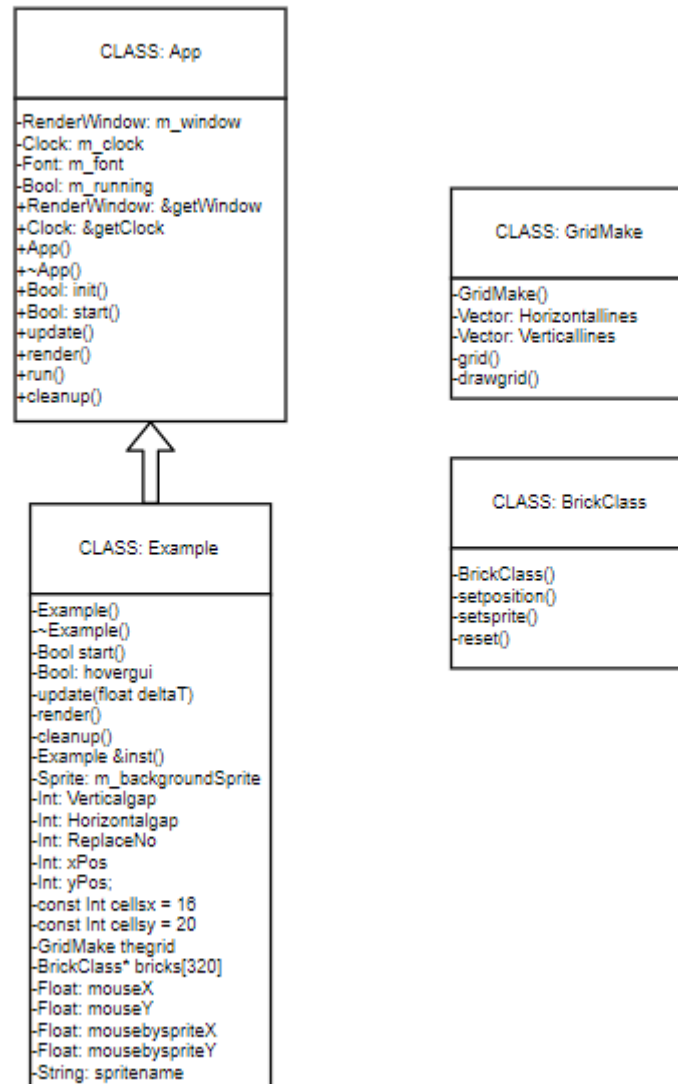 CLASS: App
-RenderWindow: m_window
-Clock: m_clock
-Font: m_font
-Bool: m_running
+RenderWindow: &getWindow
+Clock: &getClock
+App()
+~App()
+Bool: init()
+Bool: start()
+update()
+render()
+run()
+cleanup()
CLASS: Example
-Example()
-~Example()
-Bool start()
-Bool: hovergui
-update(float deltaT)
-render()
-cleanup()
-Example &inst()
-Sprite: m_backgroundSprite
-Int: Verticalgap
-Int: Horizontalgap
-Int: ReplaceNo
-Int: xPos
-Int: yPos;
-const Int cellsx = 16
-const Int cellsy = 20
-GridMake thegrid
-BrickClass* bricks[320]
-Float: mouseX
-Float: mouseY
-Float: mousebyspriteX
-Float: mousebyspriteY
-String: spritename
CLASS: GridMake
-GridMake()
-Vector: Horizontallines
-Vector: Verticallines
-grid()
-drawgrid()
CLASS: BrickClass
-BrickClass()
-setposition()
-setsprite()
-reset()